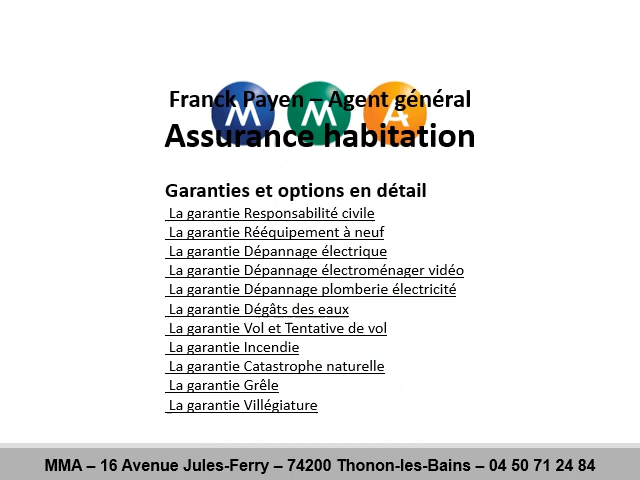 MMA
Franck Payen – Agent général
Assurance habitation
Garanties et options en détail
La garantie Responsabilité civile
La garantie Rééquipement à neuf
La garantie Dépannage électrique
La garantie Dépannage électroménager vidéo
La garantie Dépannage plomberie électricité
La garantie Dégâts des eaux
La garantie Vol et Tentative de vol
La garantie Incendie
La garantie Catastrophe naturelle
La garantie Grêle
La garantie Villégiature
MMA – 16 Avenue Jules-Ferry – 74200 Thonon-les-Bains – 04 50 71 24 84